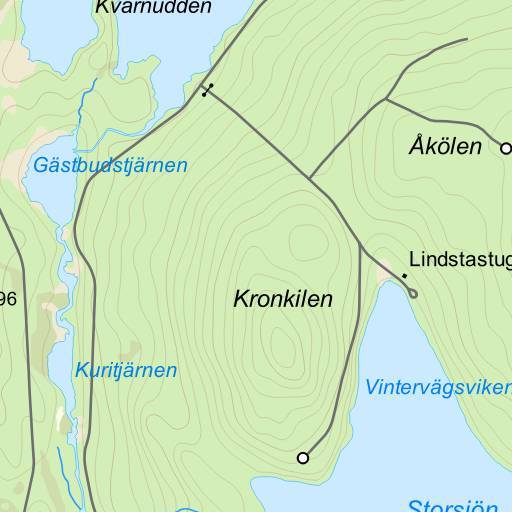 Kvarnudden
Åkölen
Gästbudstjärnen
Lindstastug
96
Kronkilen
Kuritjärnen
Vintervägsviken
Storsjön